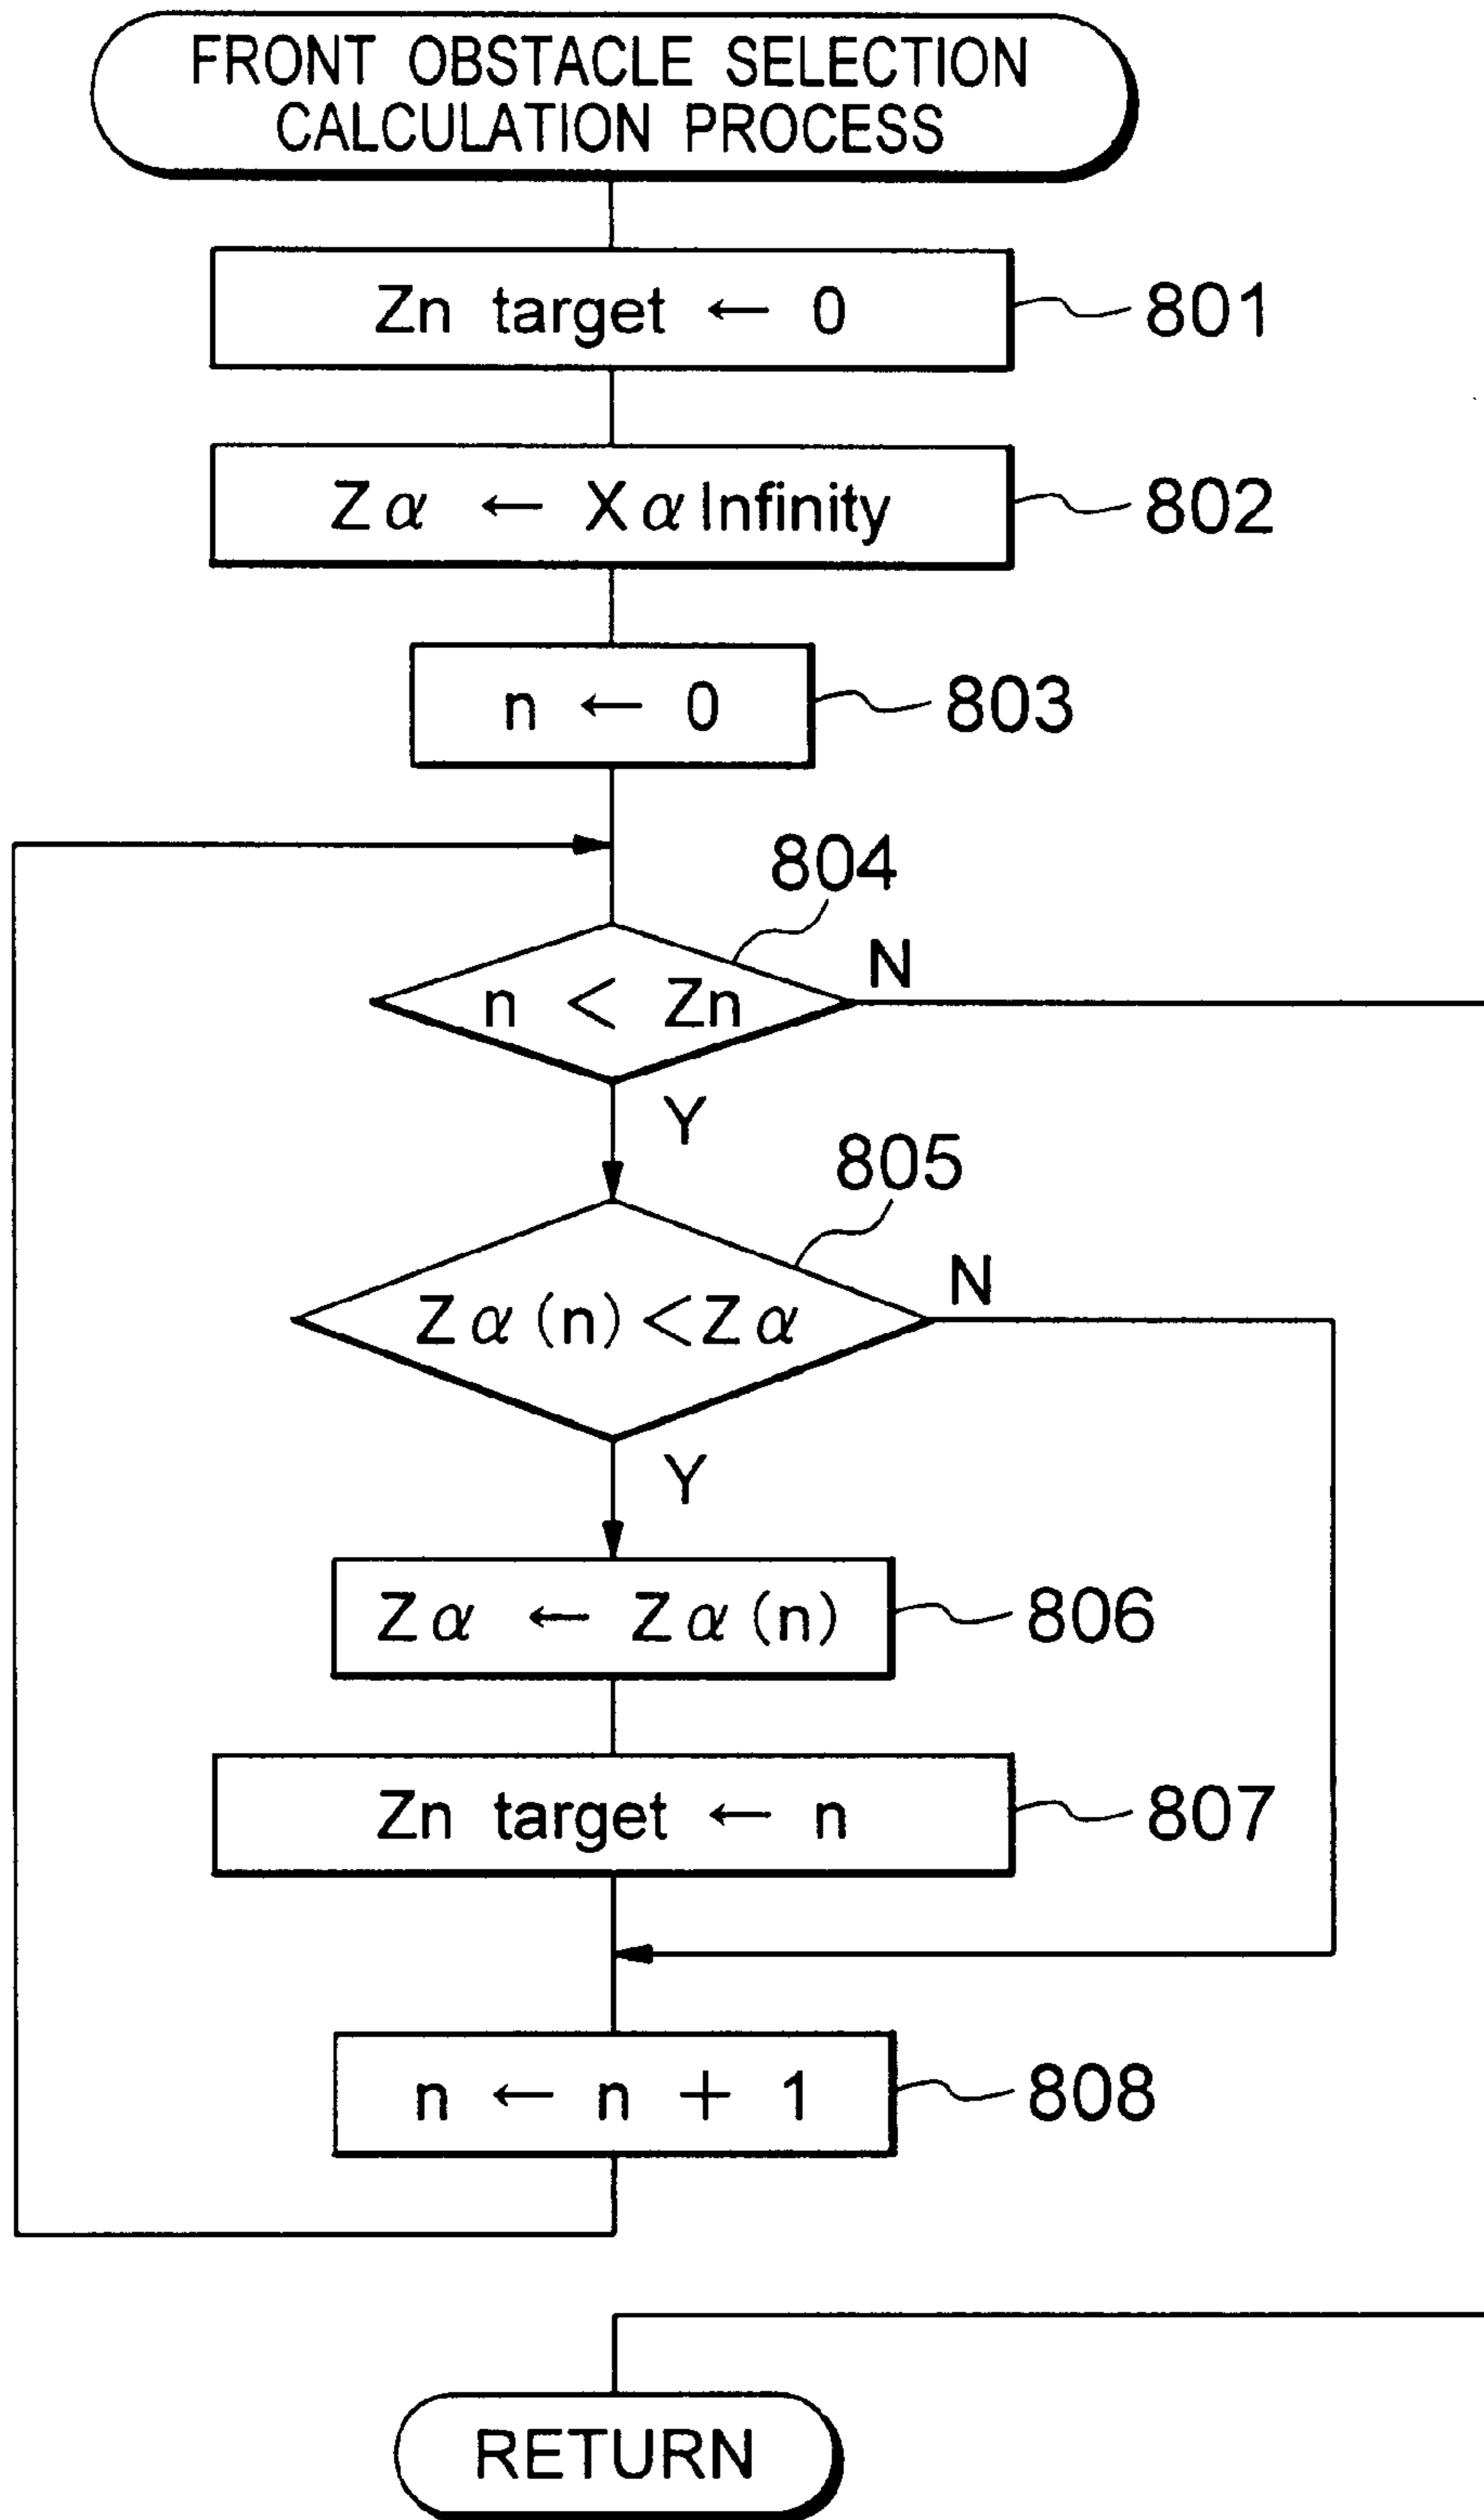 FRONT OBSTACLE SELECTION
CALCULATION PROCESS
Zn target ← 0
801
Zα ← Xα Infinity
802
n ← 0
803
804
n < Zn
N
Y
805
Zα(n)<Zα
N
Y
Zα ← Zα(n)
806
Zn target ← n
807
n ← n + 1
808
RETURN